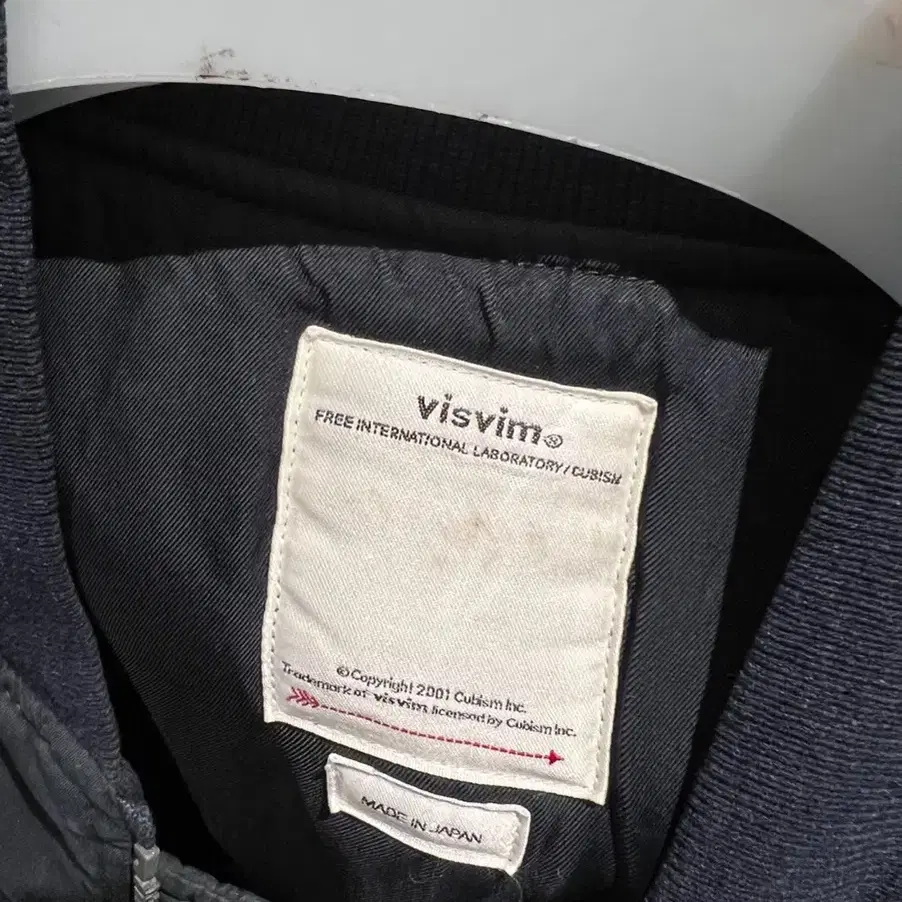 visvim®
FREE INTERNATIONAL LABORATORY/CUBISM
©Copyright 2001 Cubism Inc.
Trademark of visvim licensed by Cubism Inc.
MADE IN JAPAN